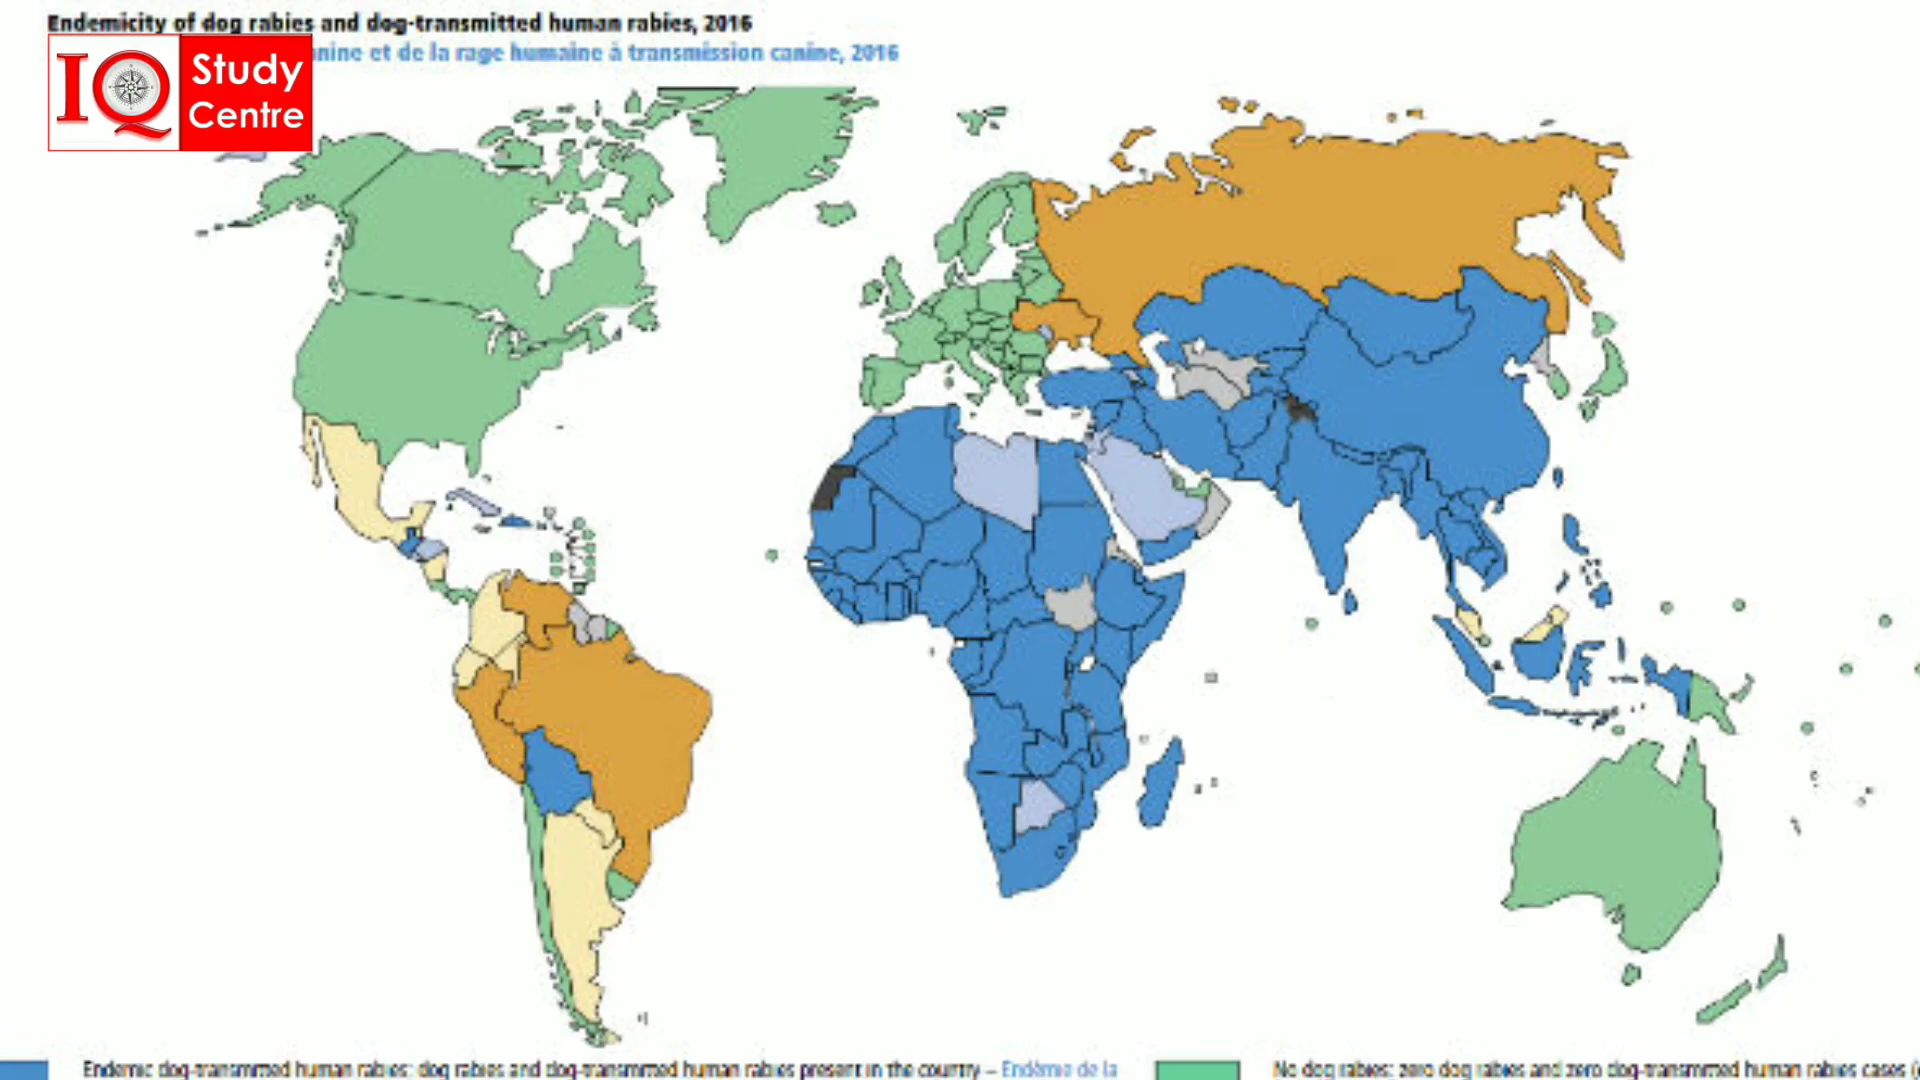 Endemicity of dog rabies and dog-transmitted human rabies, 2016
nine et de la rage humaine à transmission canine, 2016
IQ Study Centre
Endemic dog-transmitted human rabies: dog rabies and dog-transmitted human rabies present in the country – Endémie de la
No dog rabies: zero dog rabies and zero dog-transmitted human rabies cases (